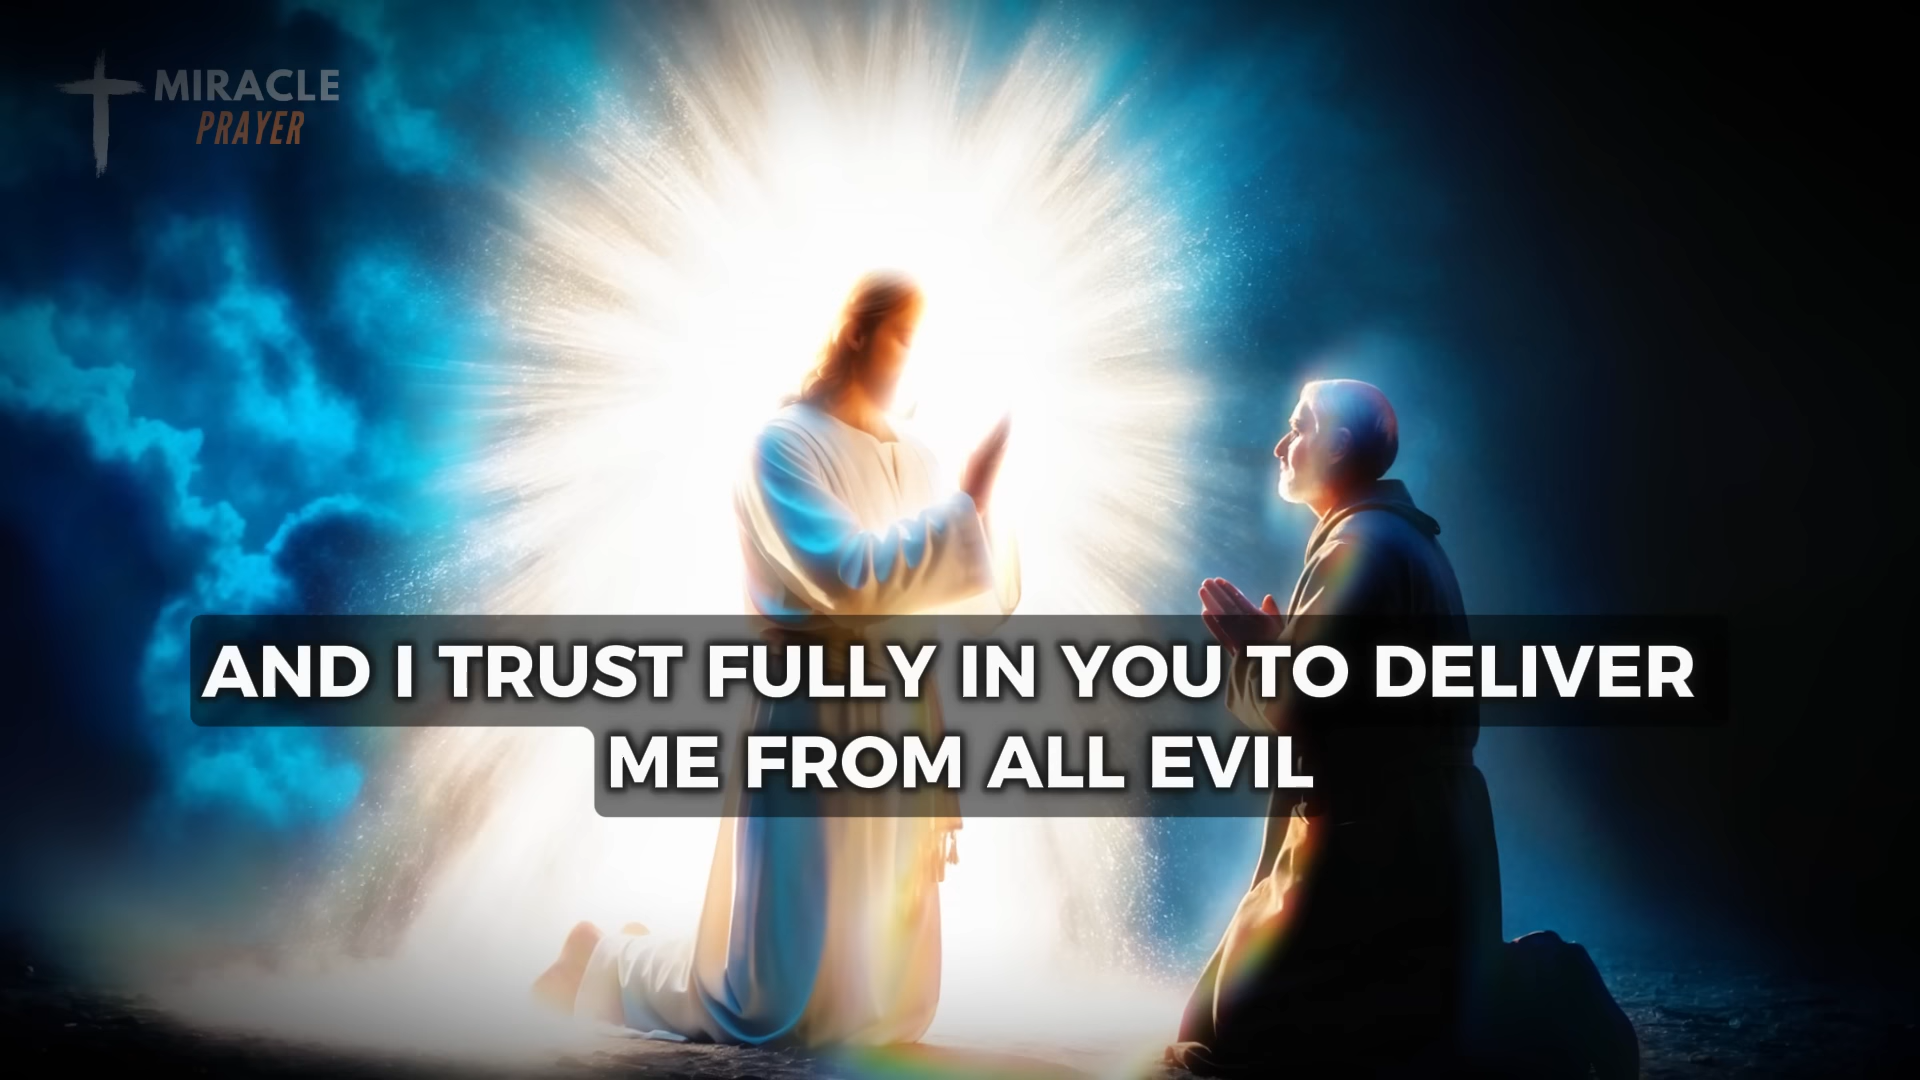 MIRACLE
PRAYER
AND I TRUST FULLY IN YOU TO DELIVER
ME FROM ALL EVIL